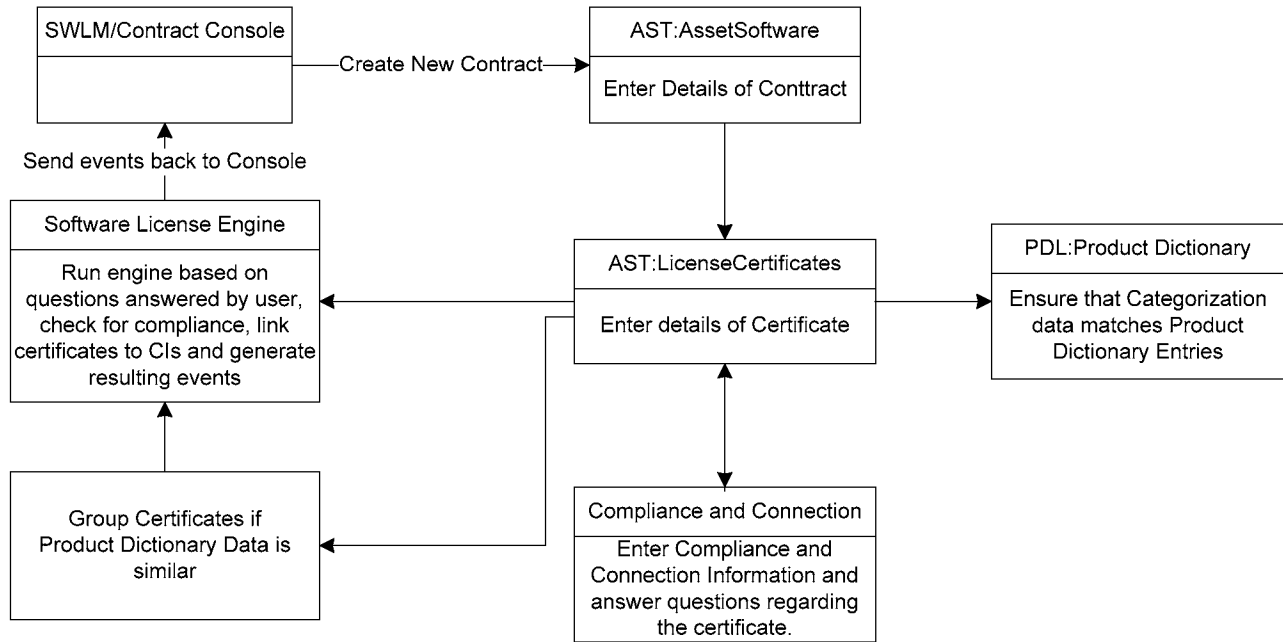 SWLM/Contract Console
Create New Contract
AST:AssetSoftware
Enter Details of Conttract
Send events back to Console
Software License Engine
Run engine based on
questions answered by user,
check for compliance, link
certificates to CIs and generate
resulting events
AST:LicenseCertificates
Enter details of Certificate
PDL:Product Dictionary
Ensure that Categorization
data matches Product
Dictionary Entries
Group Certificates if
Product Dictionary Data is
similar
Compliance and Connection
Enter Compliance and
Connection Information and
answer questions regarding
the certificate.